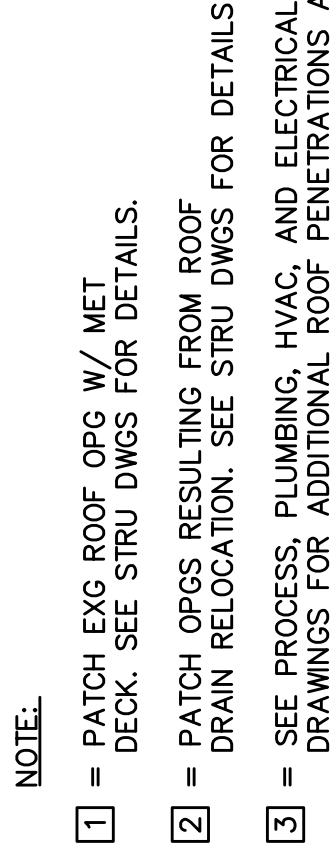 NOTE:
1 = PATCH EXG ROOF OPG W/ MET
DECK. SEE STRU DWGS FOR DETAILS.
2 = PATCH OPGS RESULTING FROM ROOF
DRAIN RELOCATION. SEE STRU DWGS FOR DETAILS
3 = SEE PROCESS, PLUMBING, HVAC, AND ELECTRICAL
DRAWINGS FOR ADDITIONAL ROOF PENETRATIONS